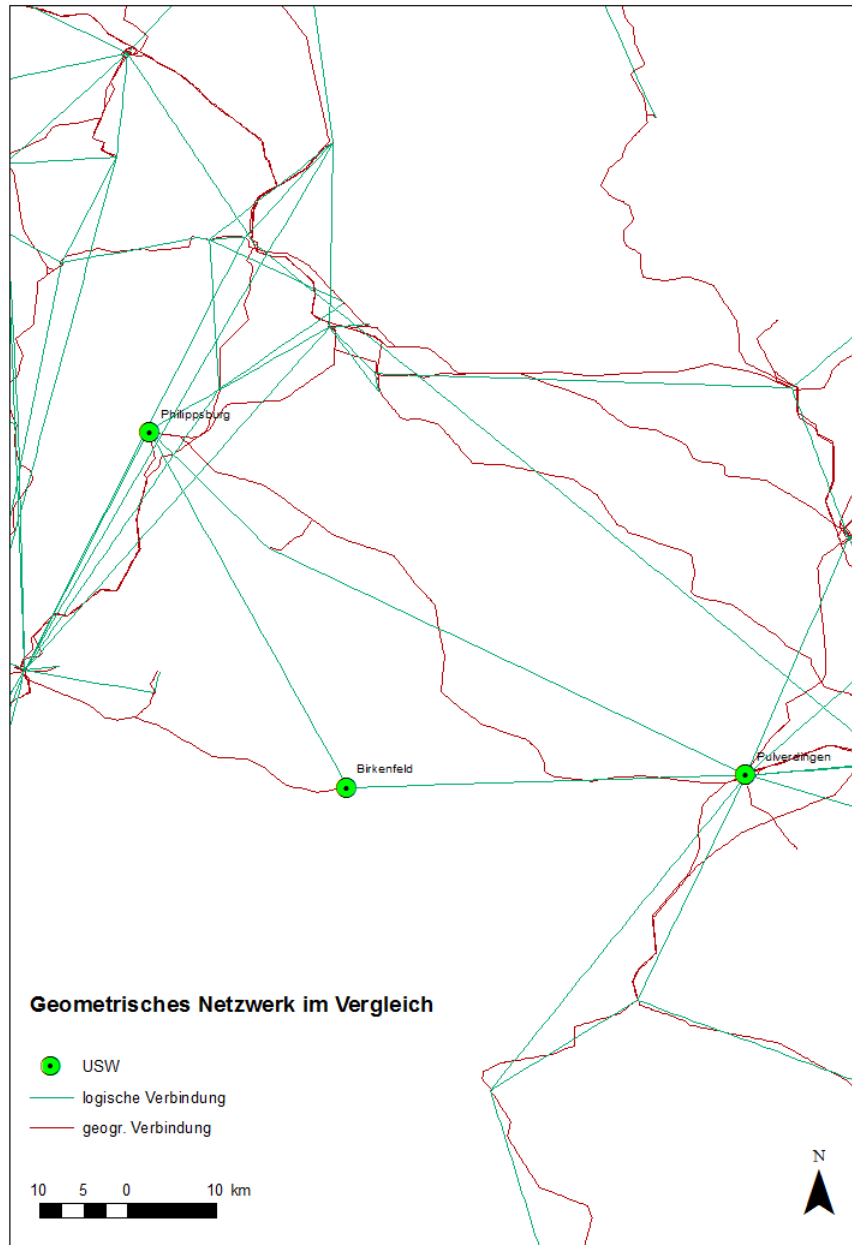 Philippsburg
Birkenfeld
Pulverdingen
Geometrisches Netzwerk im Vergleich
USW
logische Verbindung
geogr. Verbindung
10 5 0 10 km
N